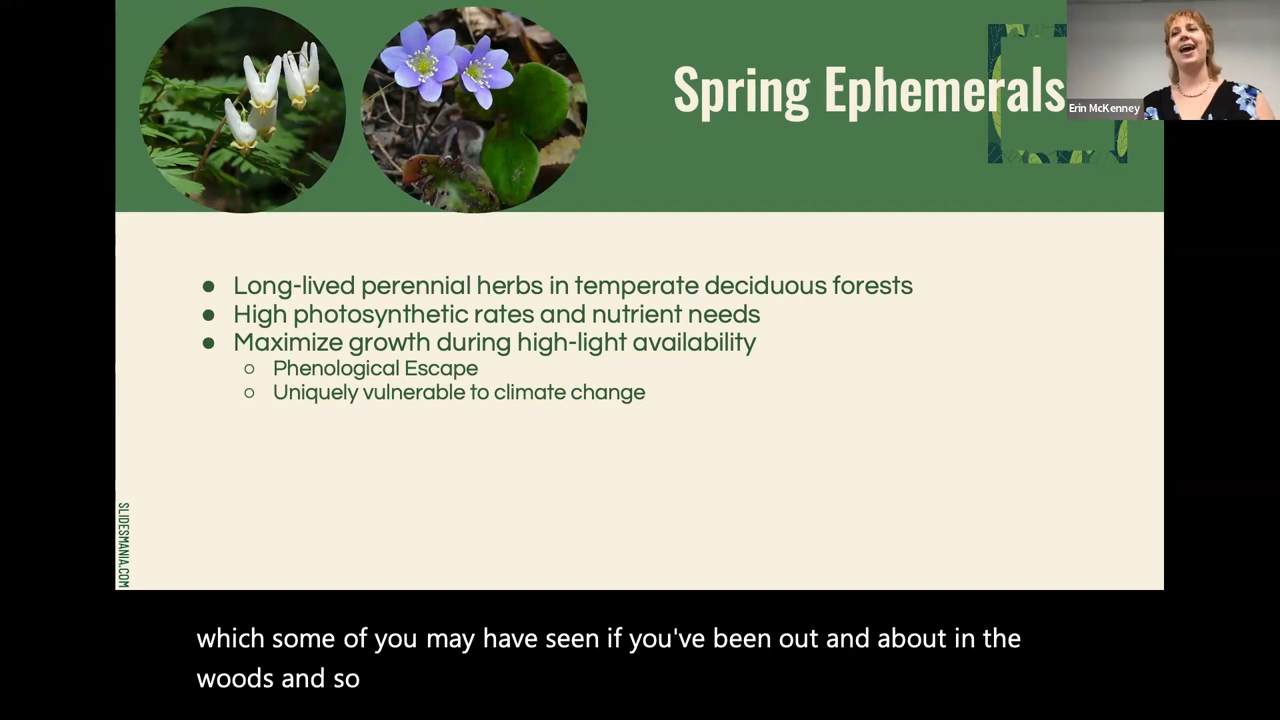 Spring Ephemerals
Erin McKenney
● Long-lived perennial herbs in temperate deciduous forests
● High photosynthetic rates and nutrient needs
● Maximize growth during high-light availability
○ Phenological Escape
○ Uniquely vulnerable to climate change
SLIDESMANIA.COM
which some of you may have seen if you've been out and about in the
woods and so